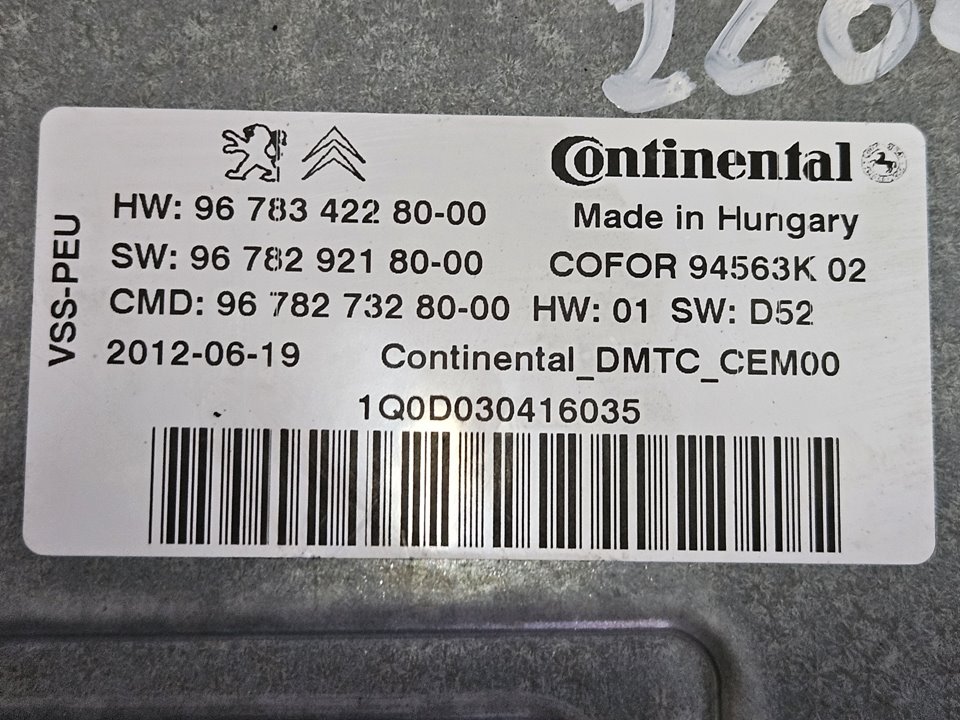 Continental
HW: 96 783 422 80-00
Made in Hungary
SW: 96 782 921 80-00
COFOR 94563K 02
CMD: 96 782 732 80-00 HW: 01 SW: D52
2012-06-19 Continental_DMTC_CEM00
1Q0D030416035
VSS-PEU